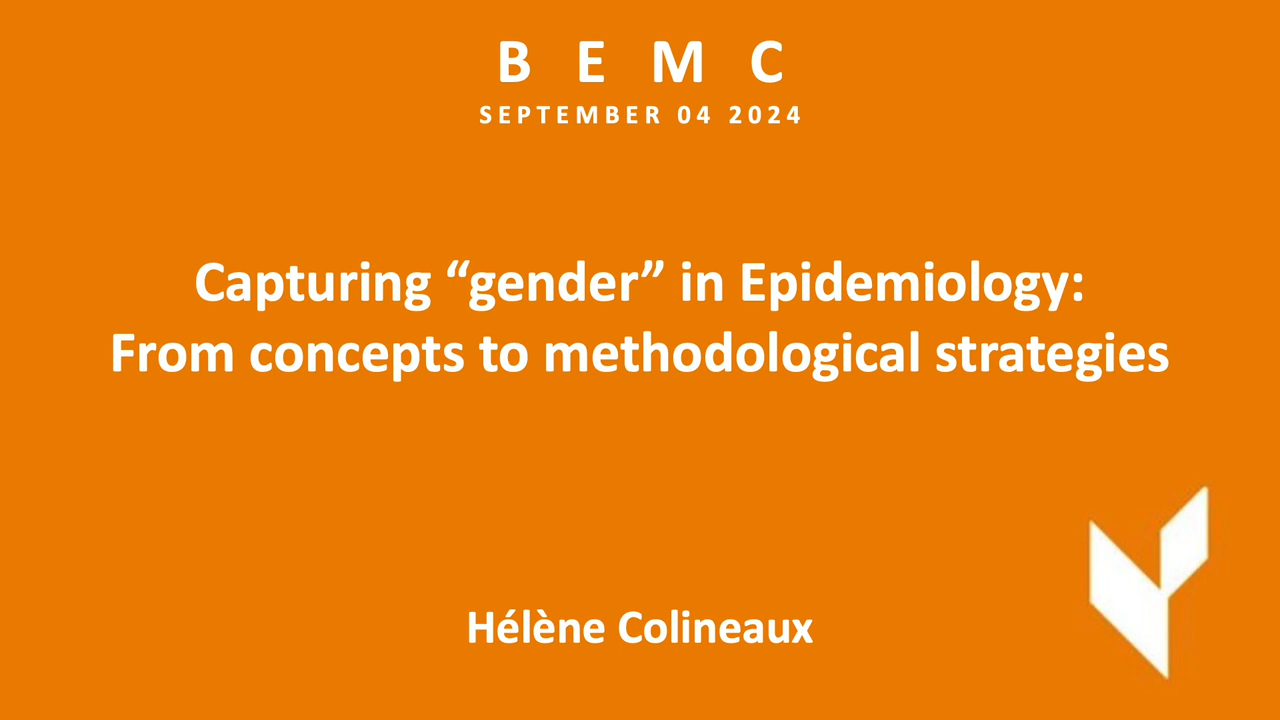 B E M C
SEPTEMBER 04 2024
Capturing “gender” in Epidemiology:
From concepts to methodological strategies
Hélène Colineaux